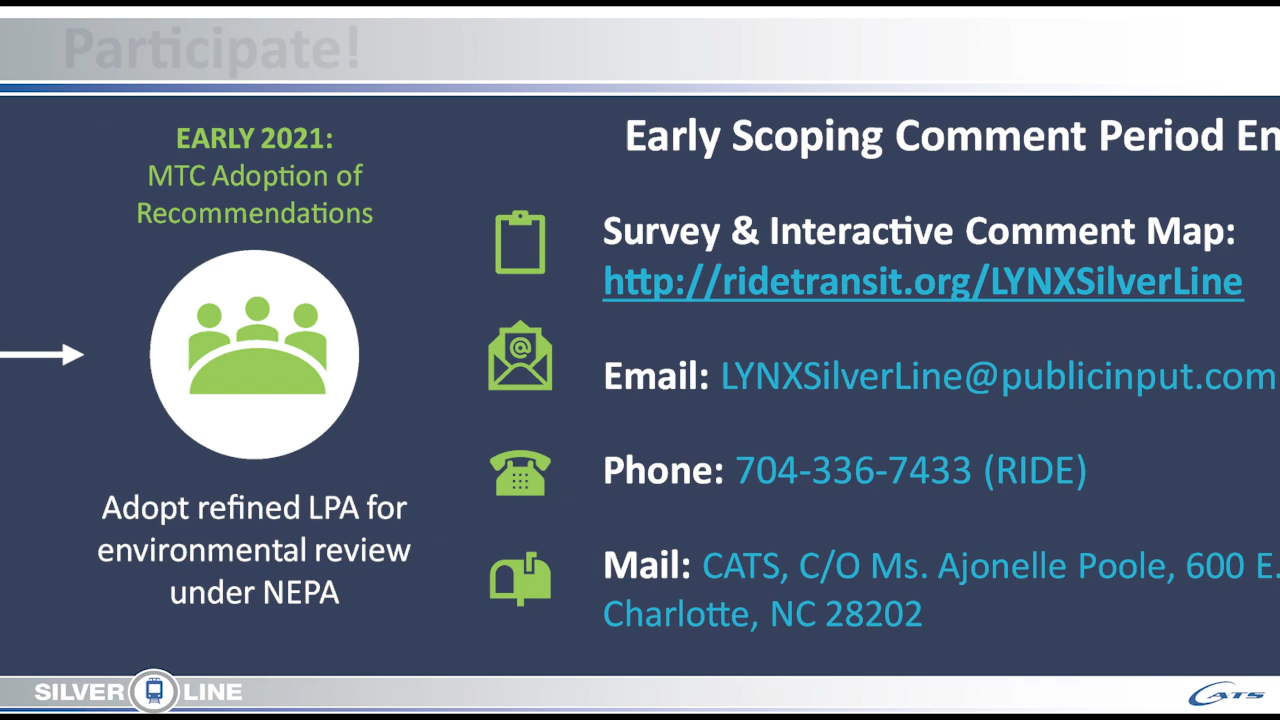 Participate!
EARLY 2021:
MTC Adoption of
Recommendations
Adopt refined LPA for
environmental review
under NEPA
Early Scoping Comment Period En
Survey & Interactive Comment Map:
http://ridetransit.org/LYNXSilverLine
@
Email: LYNXSilverLine@publicinput.com
Phone: 704-336-7433 (RIDE)
Mail: CATS, C/O Ms. Ajonelle Poole, 600 E.
Charlotte, NC 28202
SILVER LINE
CATS